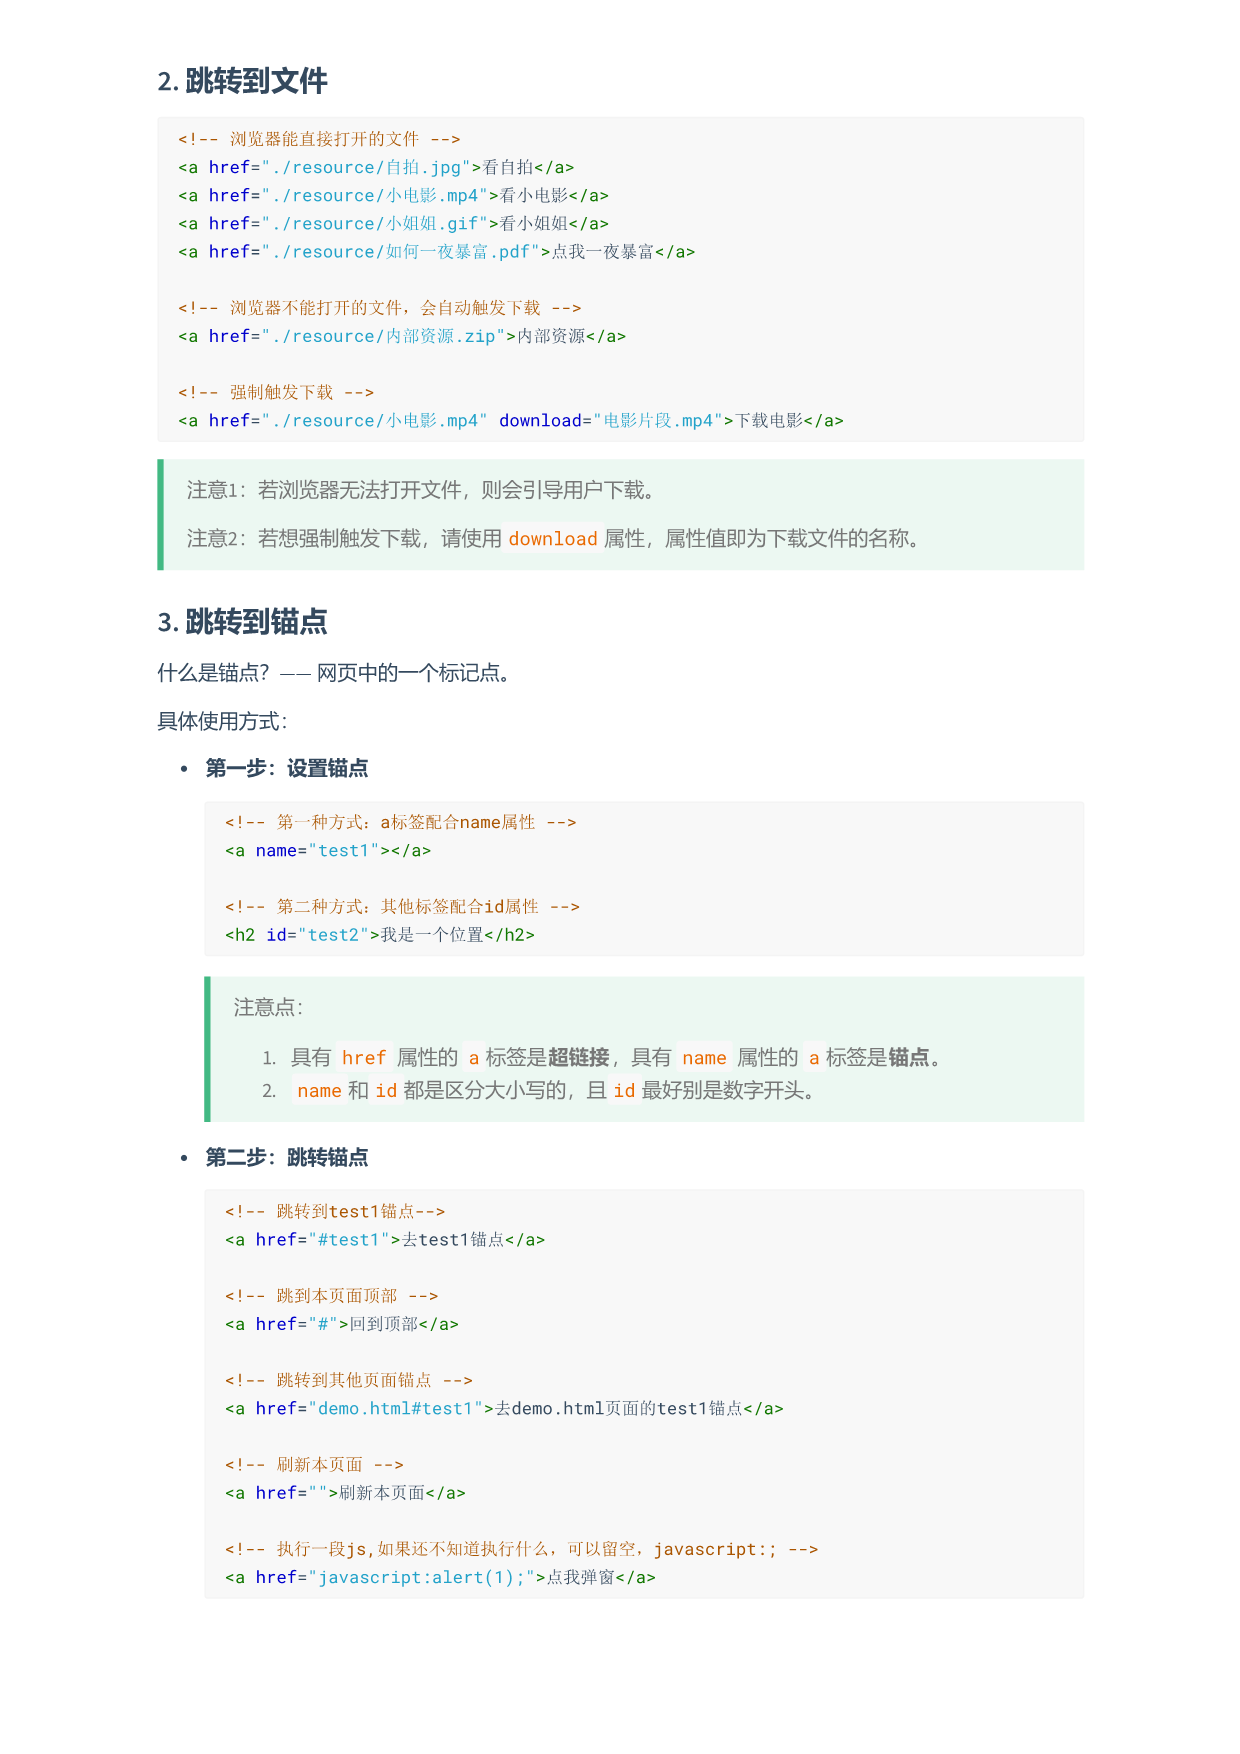 2. 跳转到文件
<!-- 浏览器能直接打开的文件 -->
<a href="./resource/自拍.jpg">看自拍</a>
<a href="./resource/小电影.mp4">看小电影</a>
<a href="./resource/小姐姐.gif">看小姐姐</a>
<a href="./resource/如何一夜暴富.pdf">点我一夜暴富</a>
<!-- 浏览器不能打开的文件，会自动触发下载 -->
<a href="./resource/内部资源.zip">内部资源</a>
<!-- 强制触发下载 -->
<a href="./resource/小电影.mp4" download="电影片段.mp4">下载电影</a>
注意1：若浏览器无法打开文件，则会引导用户下载。
注意2：若想强制触发下载，请使用 download 属性，属性值即为下载文件的名称。
3. 跳转到锚点
什么是锚点？—— 网页中的一个标记点。
具体使用方式：
• 第一步：设置锚点
<!-- 第一种方式：a标签配合name属性 -->
<a name="test1"></a>
<!-- 第二种方式：其他标签配合id属性 -->
<h2 id="test2">我是一个位置</h2>
注意点：
1. 具有 href 属性的 a 标签是超链接，具有 name 属性的 a 标签是锚点。
2. name 和 id 都是区分大小写的，且 id 最好别是数字开头。
• 第二步：跳转锚点
<!-- 跳转到test1锚点-->
<a href="#test1">去test1锚点</a>
<!-- 跳到本页面顶部 -->
<a href="#">回到顶部</a>
<!-- 跳转到其他页面锚点 -->
<a href="demo.html#test1">去demo.html页面的test1锚点</a>
<!-- 刷新本页面 -->
<a href="">刷新本页面</a>
<!-- 执行一段js,如果还不知道执行什么，可以留空，javascript:; -->
<a href="javascript:alert(1);">点我弹窗</a>